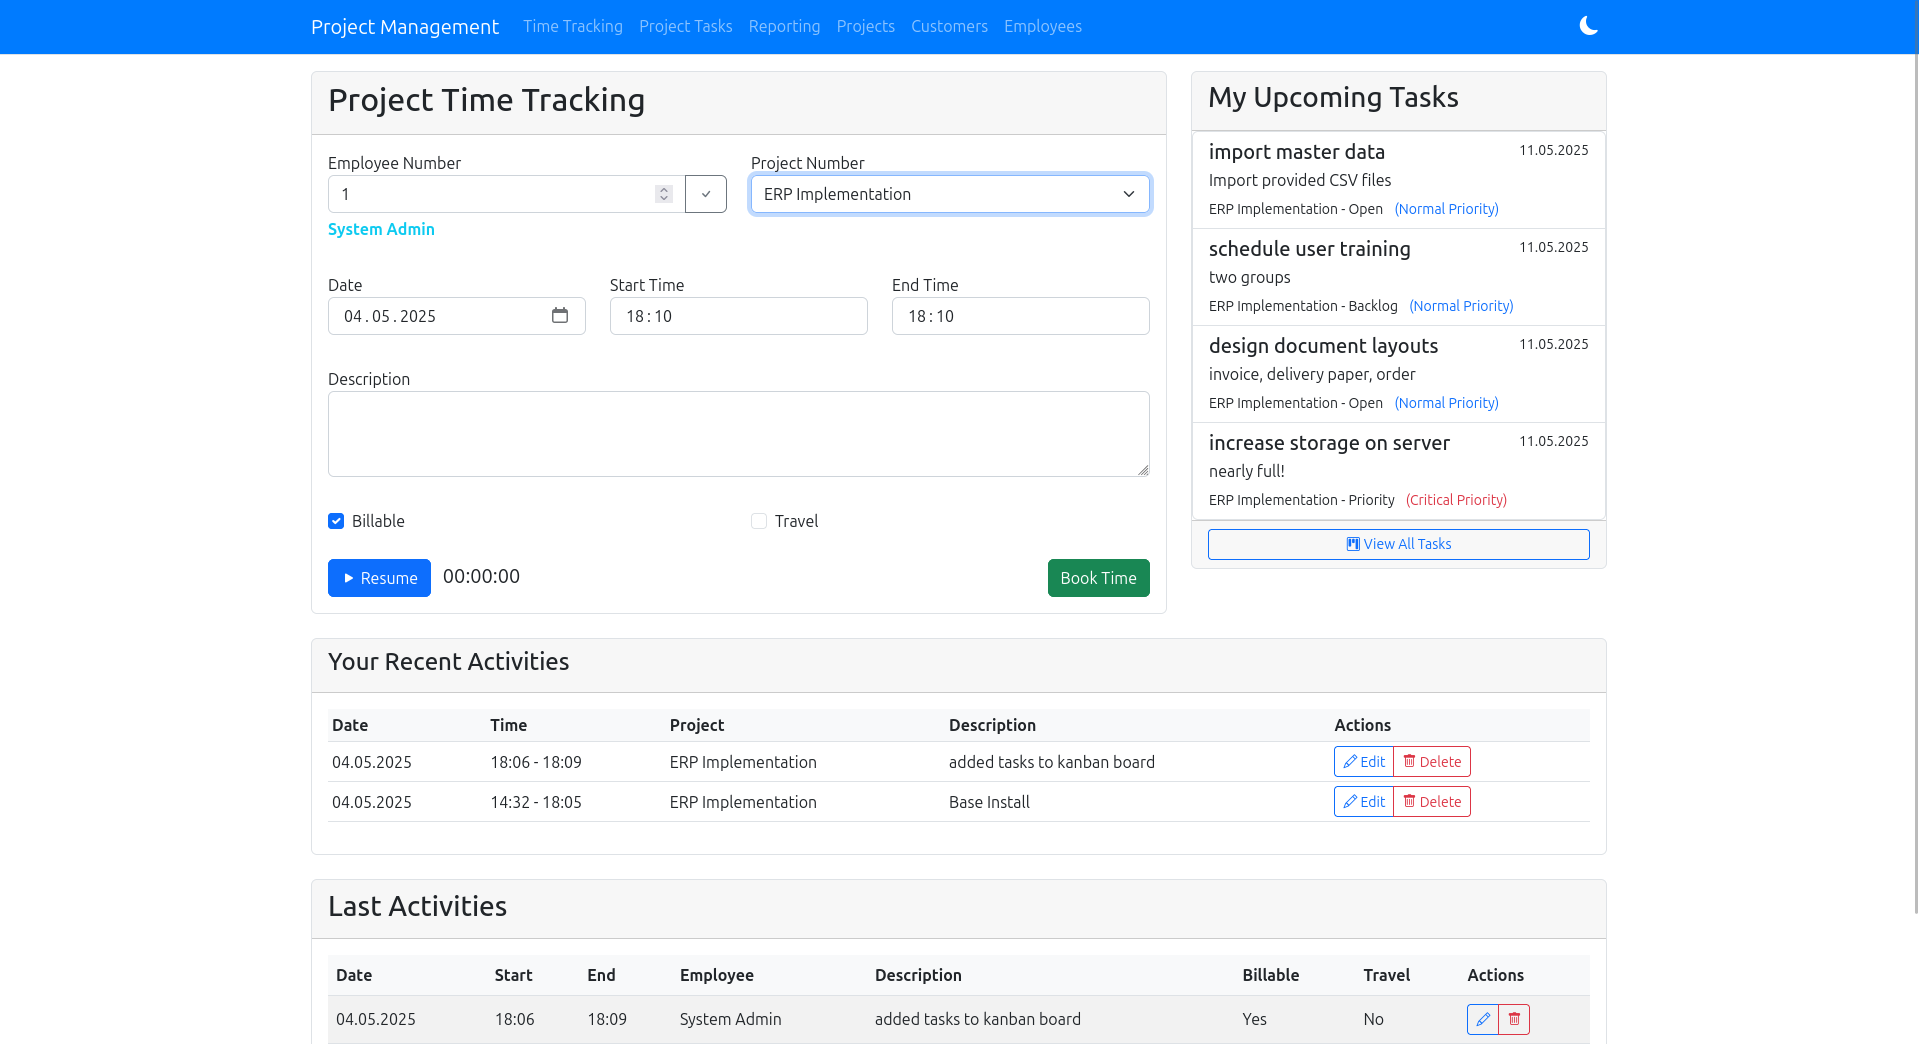 Project Management Time Tracking Project Tasks Reporting Projects Customers Employees
Project Time Tracking
Employee Number
1
System Admin
Project Number
ERP Implementation
Date
04.05.2025
Start Time
18:10
End Time
18:10
Description
Billable
Travel
Resume 00:00:00
Book Time
My Upcoming Tasks
import master data 11.05.2025
Import provided CSV files
ERP Implementation - Open (Normal Priority)
schedule user training 11.05.2025
two groups
ERP Implementation - Backlog (Normal Priority)
design document layouts 11.05.2025
invoice, delivery paper, order
ERP Implementation - Open (Normal Priority)
increase storage on server 11.05.2025
nearly full!
ERP Implementation - Priority (Critical Priority)
View All Tasks
Your Recent Activities
Date Time Project Description Actions
04.05.2025 18:06 - 18:09 ERP Implementation added tasks to kanban board Edit Delete
04.05.2025 14:32 - 18:05 ERP Implementation Base Install Edit Delete
Last Activities
Date Start End Employee Description Billable Travel Actions
04.05.2025 18:06 18:09 System Admin added tasks to kanban board Yes No